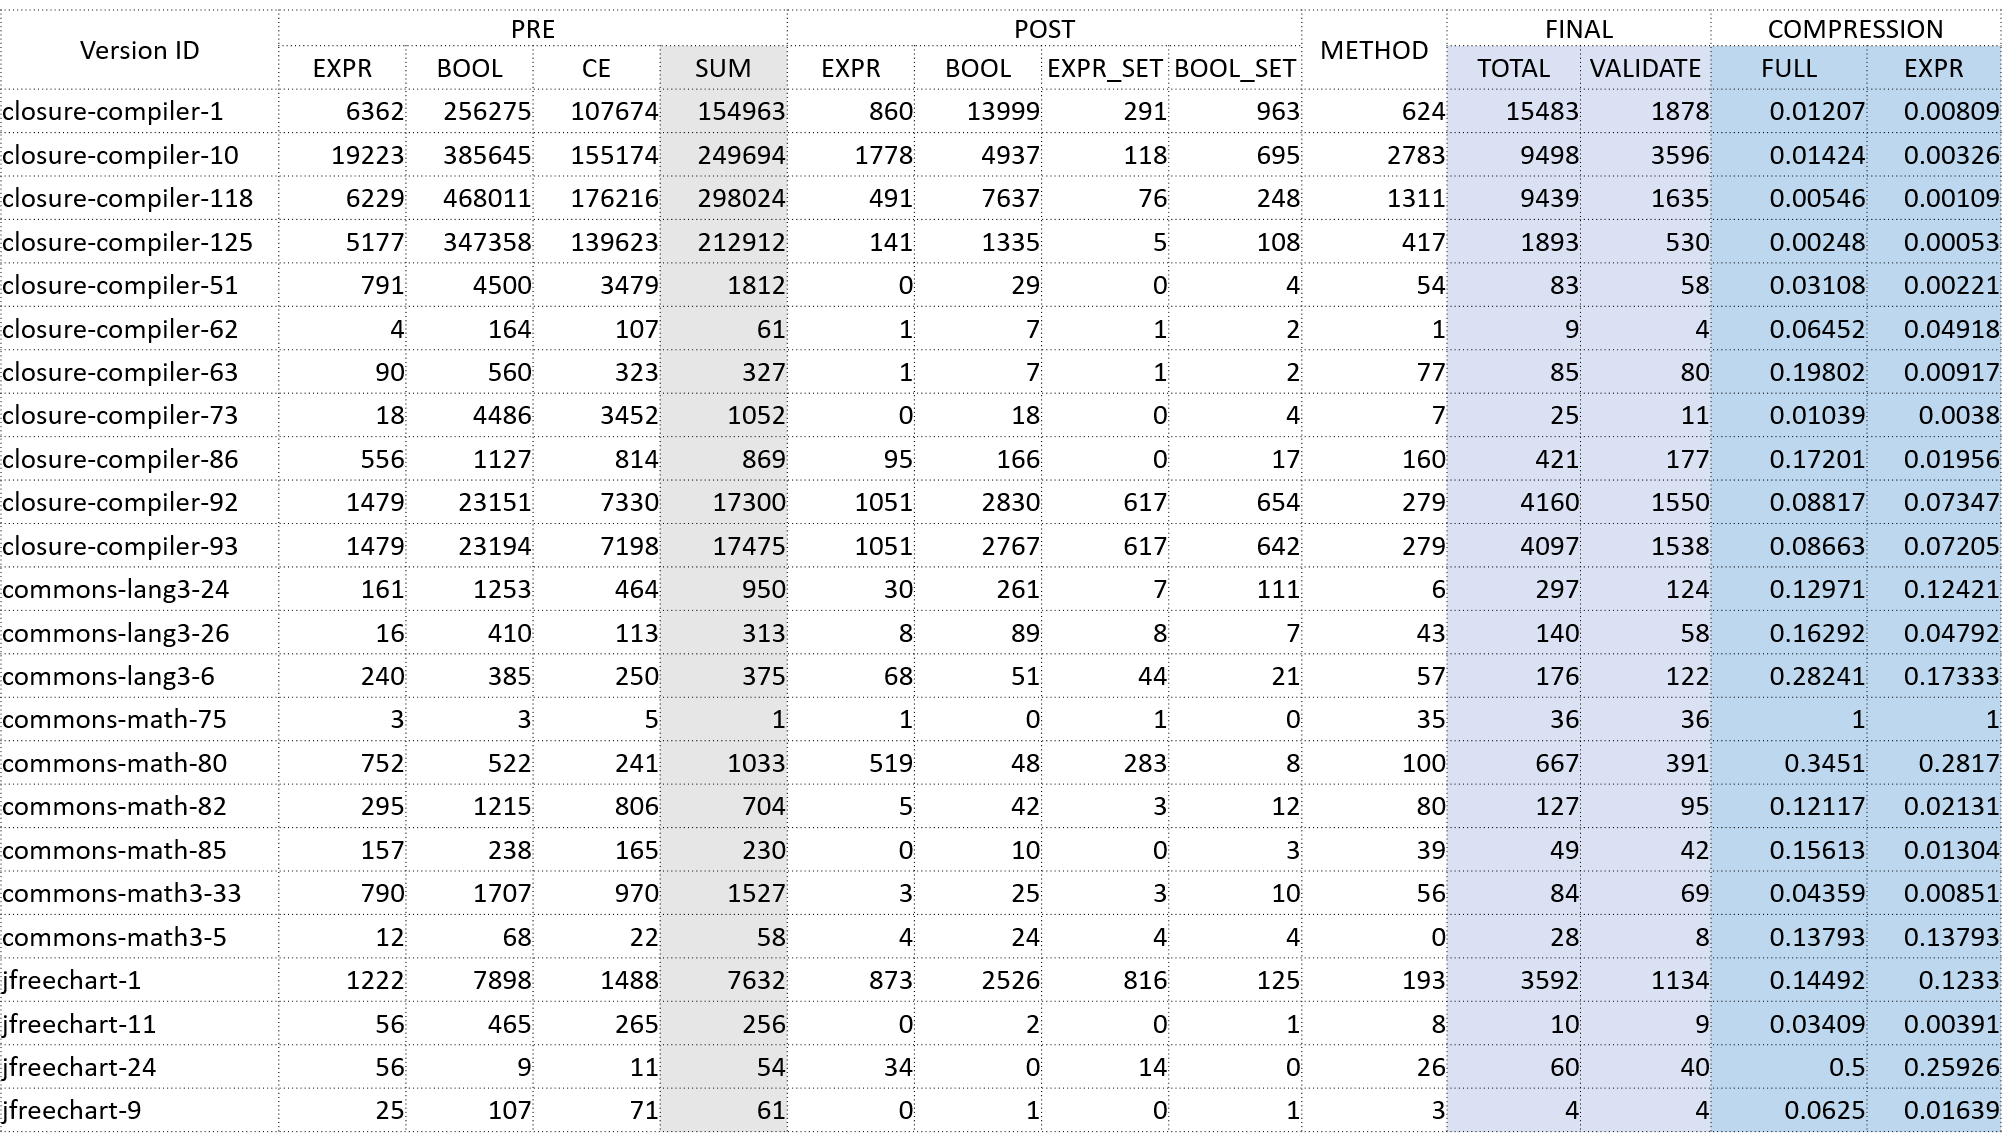 Version ID PRE POST METHOD FINAL COMPRESSION
EXPR BOOL CE SUM EXPR BOOL EXPR_SET BOOL_SET TOTAL VALIDATE FULL EXPR
closure-compiler-1 6362 256275 107674 154963 860 13999 291 963 624 15483 1878 0.01207 0.00809
closure-compiler-10 19223 385645 155174 249694 1778 4937 118 695 2783 9498 3596 0.01424 0.00326
closure-compiler-118 6229 468011 176216 298024 491 7637 76 248 1311 9439 1635 0.00546 0.00109
closure-compiler-125 5177 347358 139623 212912 141 1335 5 108 417 1893 530 0.00248 0.00053
closure-compiler-51 791 4500 3479 1812 0 29 0 4 54 83 58 0.03108 0.00221
closure-compiler-62 4 164 107 61 1 7 1 2 1 9 4 0.06452 0.04918
closure-compiler-63 90 560 323 327 1 7 1 2 77 85 80 0.19802 0.00917
closure-compiler-73 18 4486 3452 1052 0 18 0 4 7 25 11 0.01039 0.0038
closure-compiler-86 556 1127 814 869 95 166 0 17 160 421 177 0.17201 0.01956
closure-compiler-92 1479 23151 7330 17300 1051 2830 617 654 279 4160 1550 0.08817 0.07347
closure-compiler-93 1479 23194 7198 17475 1051 2767 617 642 279 4097 1538 0.08663 0.07205
commons-lang3-24 161 1253 464 950 30 261 7 111 6 297 124 0.12971 0.12421
commons-lang3-26 16 410 113 313 8 89 8 7 43 140 58 0.16292 0.04792
commons-lang3-6 240 385 250 375 68 51 44 21 57 176 122 0.28241 0.17333
commons-math-75 3 3 5 1 1 0 1 0 35 36 36 1 1
commons-math-80 752 522 241 1033 519 48 283 8 100 667 391 0.3451 0.2817
commons-math-82 295 1215 806 704 5 42 3 12 80 127 95 0.12117 0.02131
commons-math-85 157 238 165 230 0 10 0 3 39 49 42 0.15613 0.01304
commons-math3-33 790 1707 970 1527 3 25 3 10 56 84 69 0.04359 0.00851
commons-math3-5 12 68 22 58 4 24 4 4 0 28 8 0.13793 0.13793
jfreechart-1 1222 7898 1488 7632 873 2526 816 125 193 3592 1134 0.14492 0.1233
jfreechart-11 56 465 265 256 0 2 0 1 8 10 9 0.03409 0.00391
jfreechart-24 56 9 11 54 34 0 14 0 26 60 40 0.5 0.25926
jfreechart-9 25 107 71 61 0 1 0 1 3 4 4 0.0625 0.01639